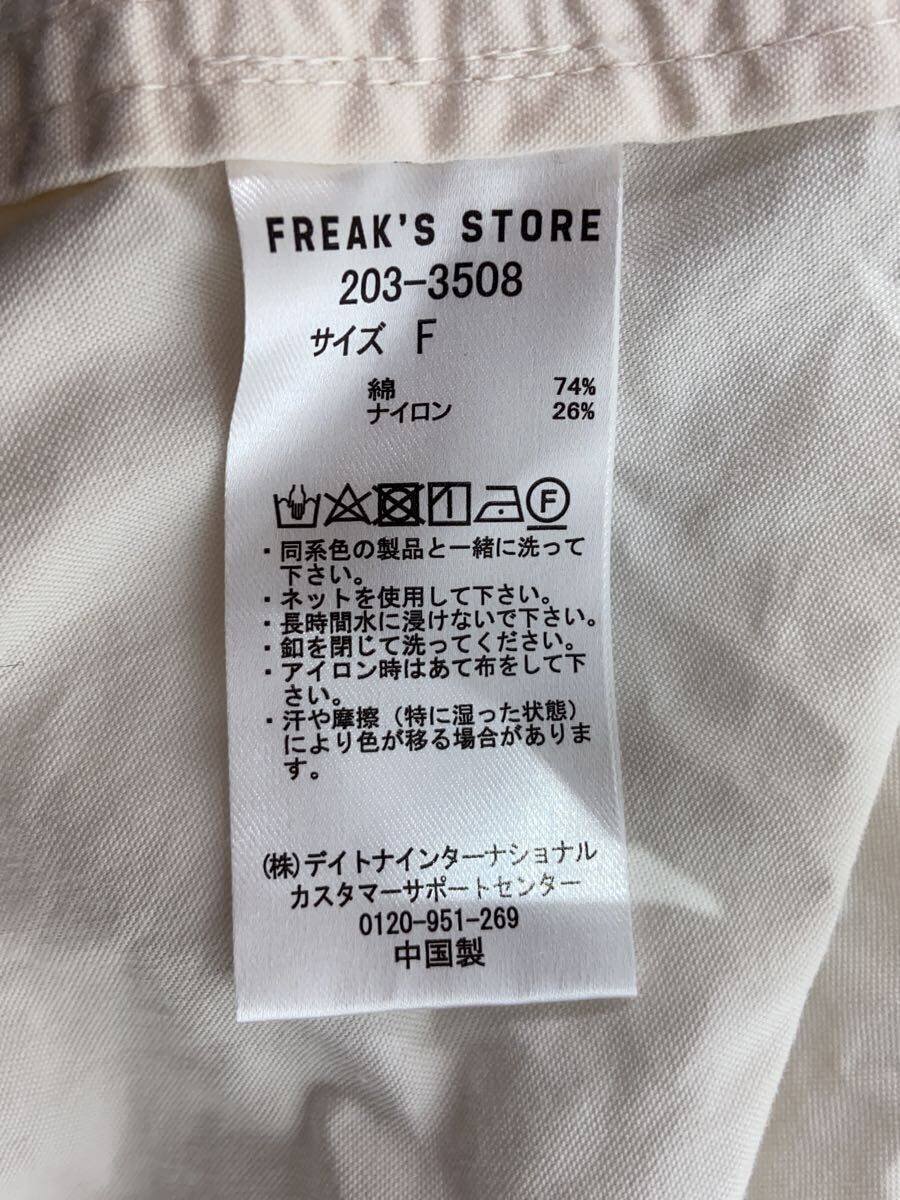 FREAK'S STORE
203-3508
サイズ F
綿 74%
ナイロン 26%
F
・同系色の製品と一緒に洗って
下さい。
・ネットを使用して下さい。
・長時間水に浸けないで下さい。
・釦を閉じて洗ってください。
・アイロン時はあて布をして下
さい。
・汗や摩擦（特に湿った状態）
により色が移る場合がありま
す。
(株)デイトナインターナショナル
カスタマーサポートセンター
0120-951-269
中国製